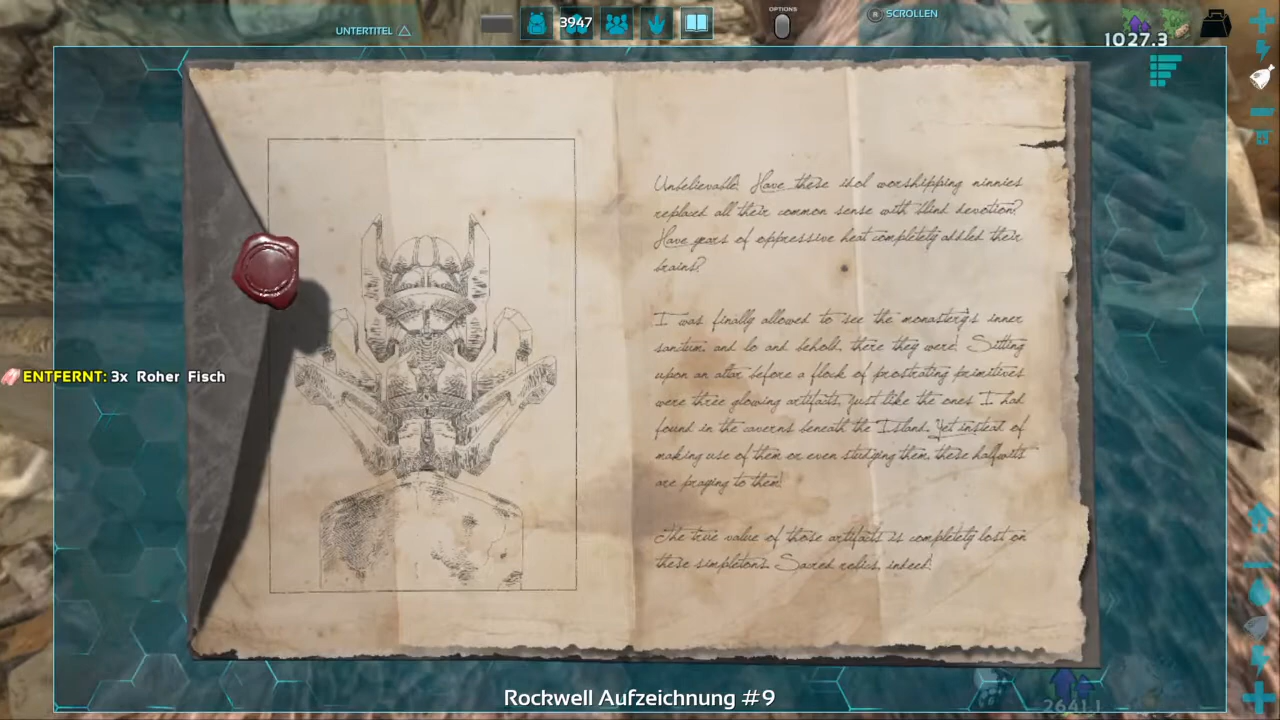 UNTERTITEL
3947
OPTIONS
SCROLLEN
1027.3
Unbelievable! Have these idol worshipping ninnies
replaced all their common sense with blind devotion?
Have years of oppressive heat completely addled their
brains?
I was finally allowed to see the monastery's inner
sanctum, and lo and behold, there they were! Sitting
upon an altar before a flock of prostrating primitives
were three glowing artifacts, just like the ones I had
found in the caverns beneath the Island. Yet instead of
making use of them or even studying them, these halfwits
are praying to them!
The true value of those artifacts is completely lost on
these simpletons. Sacred relics, indeed!
ENTFERNT: 3x Roher Fisch
2641.1
Rockwell Aufzeichnung #9